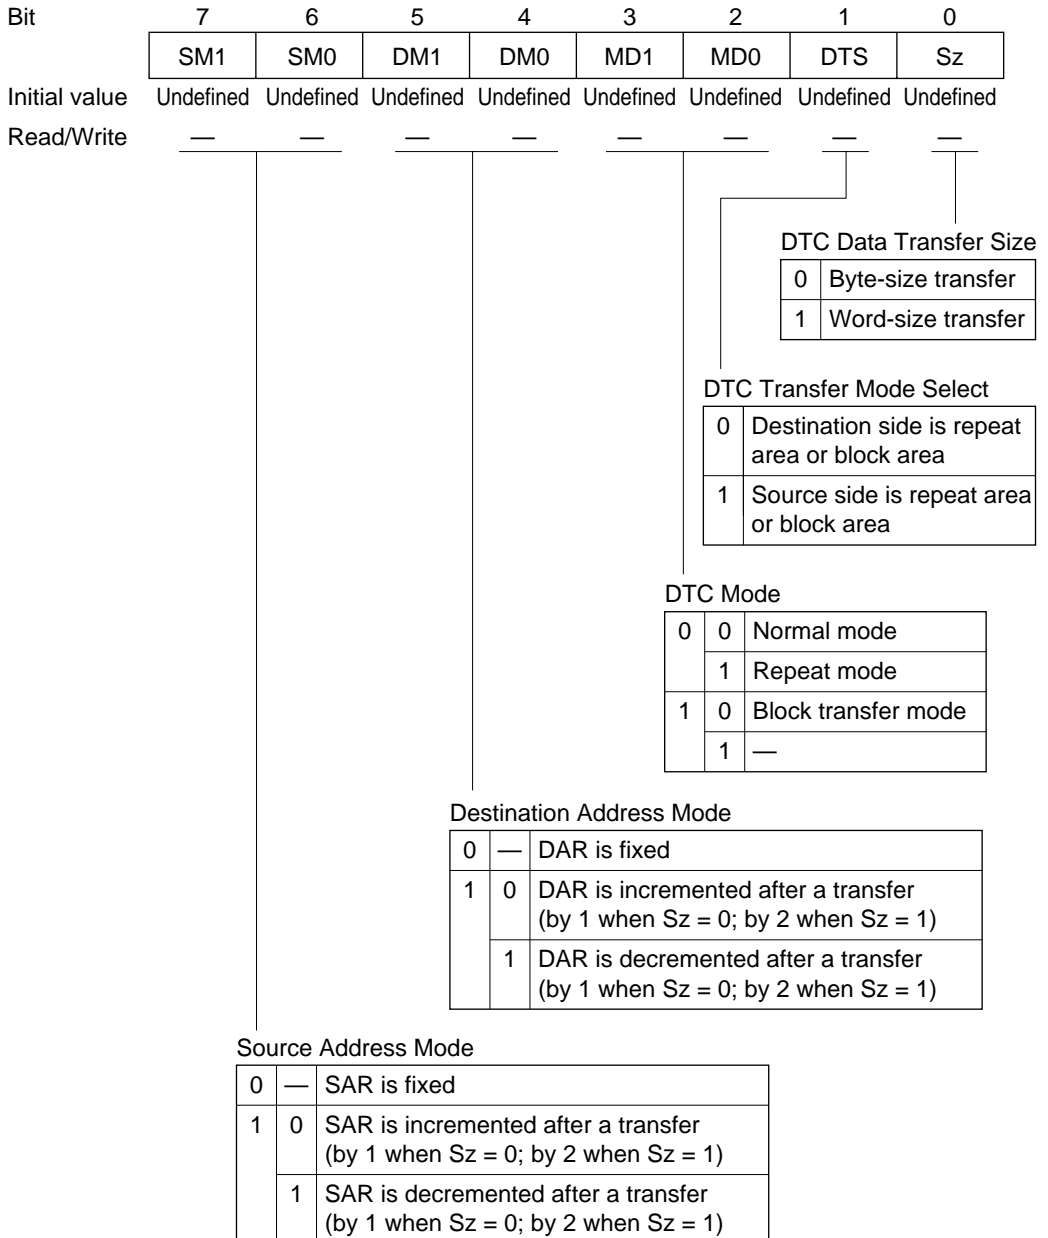 Bit 7 6 5 4 3 2 1 0
SM1 SM0 DM1 DM0 MD1 MD0 DTS Sz
Initial value Undefined Undefined Undefined Undefined Undefined Undefined Undefined Undefined
Read/Write — — — — — — — —
DTC Data Transfer Size
0 Byte-size transfer
1 Word-size transfer
DTC Transfer Mode Select
0 Destination side is repeat
area or block area
1 Source side is repeat area
or block area
DTC Mode
0 0 Normal mode
1 Repeat mode
1 0 Block transfer mode
1 —
Destination Address Mode
0 — DAR is fixed
1 0 DAR is incremented after a transfer
(by 1 when Sz = 0; by 2 when Sz = 1)
1 DAR is decremented after a transfer
(by 1 when Sz = 0; by 2 when Sz = 1)
Source Address Mode
0 — SAR is fixed
1 0 SAR is incremented after a transfer
(by 1 when Sz = 0; by 2 when Sz = 1)
1 SAR is decremented after a transfer
(by 1 when Sz = 0; by 2 when Sz = 1)